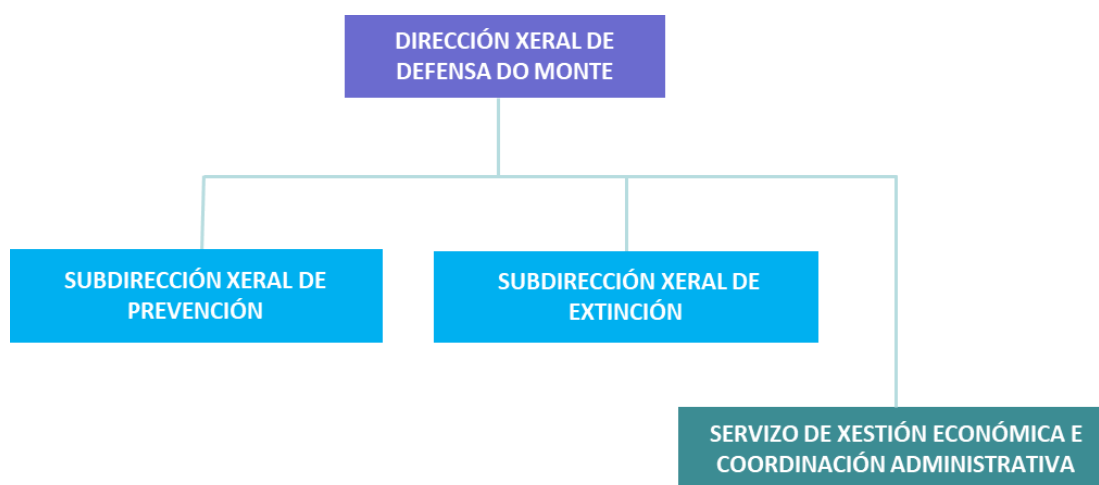 DIRECCIÓN XERAL DE
DEFENSA DO MONTE
SUBDIRECCIÓN XERAL DE
PREVENCIÓN
SUBDIRECCIÓN XERAL DE
EXTINCIÓN
SERVIZO DE XESTIÓN ECONÓMICA E
COORDINACIÓN ADMINISTRATIVA